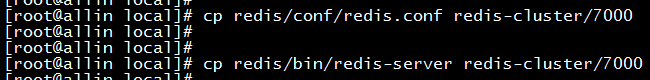 [root@allin local]#
[root@allin local]# cp redis/conf/redis.conf redis-cluster/7000
[root@allin local]#
[root@allin local]#
[root@allin local]# cp redis/bin/redis-server redis-cluster/7000